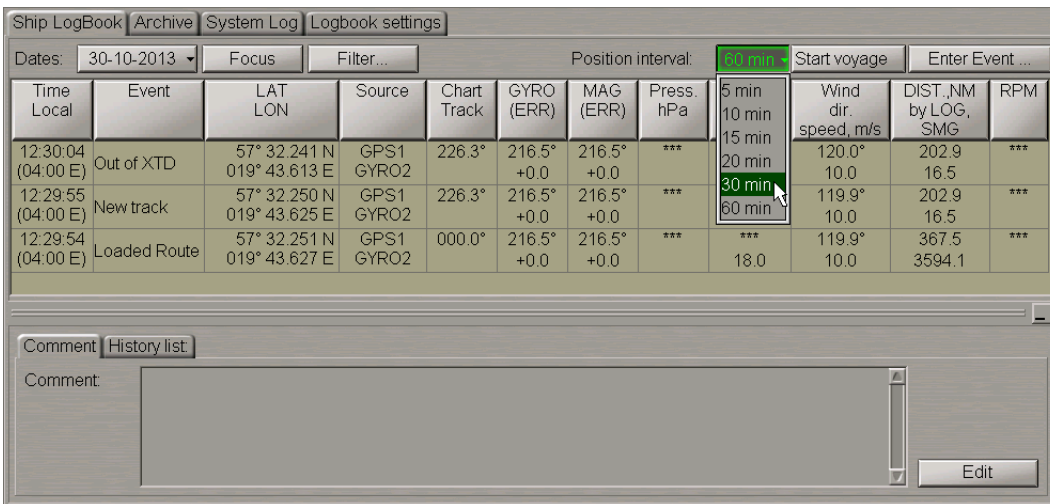 Ship LogBook Archive System Log Logbook settings
Dates: 30-10-2013 Focus Filter... Position interval: 60 min Start voyage Enter Event ...
Time Event LAT Source Chart GYRO MAG Press. Wind DIST.,NM RPM
Local LON Track (ERR) (ERR) hPa dir. by LOG,
speed, m/s SMG
5 min
10 min
15 min
20 min
30 min
60 min
12:30:04 Out of XTD 57° 32.241 N GPS1 226.3° 216.5° 216.5° *** 120.0° 202.9 ***
(04:00 E) 019° 43.613 E GYRO2 +0.0 +0.0 10.0 16.5
12:29:55 New track 57° 32.250 N GPS1 226.3° 216.5° 216.5° *** 119.9° 202.9 ***
(04:00 E) 019° 43.625 E GYRO2 +0.0 +0.0 10.0 16.5
12:29:54 Loaded Route 57° 32.251 N GPS1 000.0° 216.5° 216.5° *** *** 119.9° 367.5 ***
(04:00 E) 019° 43.627 E GYRO2 +0.0 +0.0 18.0 10.0 3594.1
Comment History list:
Comment:
Edit